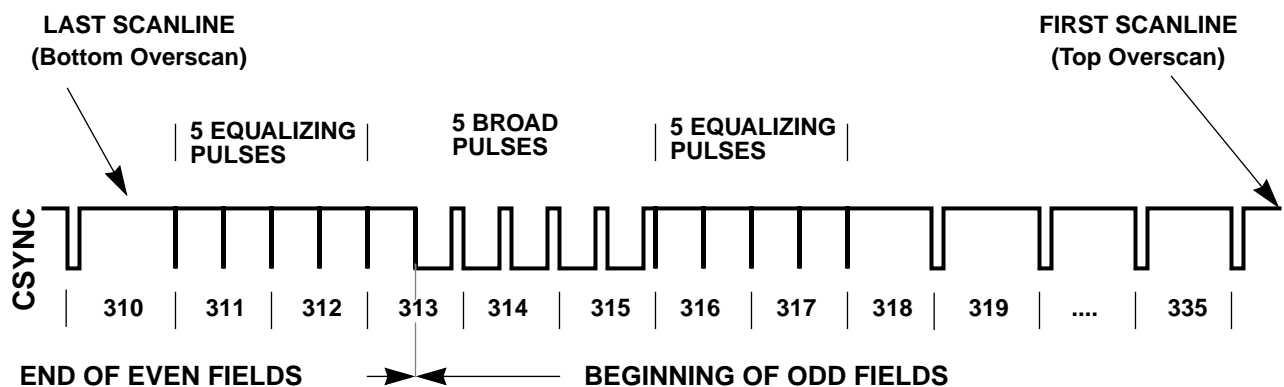 LAST SCANLINE
(Bottom Overscan)
FIRST SCANLINE
(Top Overscan)
5 EQUALIZING
PULSES
5 BROAD
PULSES
5 EQUALIZING
PULSES
CSYNC
310 311 312 313 314 315 316 317 318 319 .... 335
END OF EVEN FIELDS BEGINNING OF ODD FIELDS